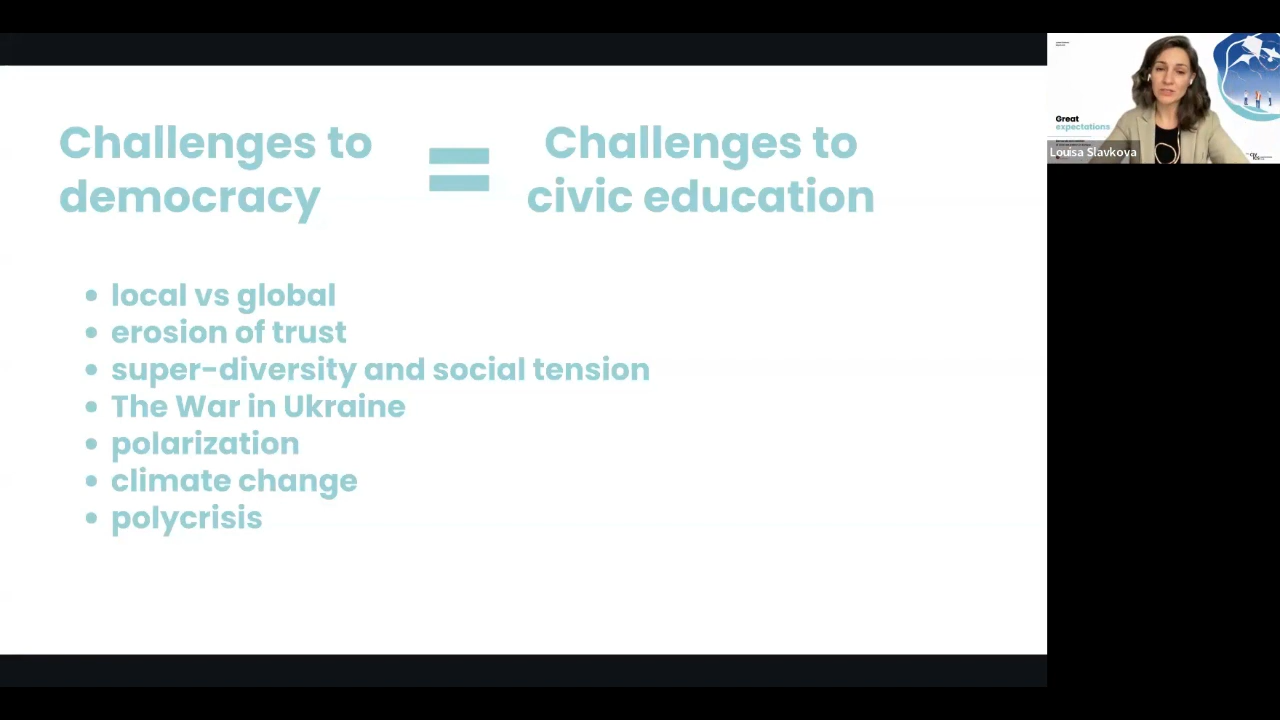 Challenges to
democracy
=
Challenges to
civic education
• local vs global
• erosion of trust
• super-diversity and social tension
• The War in Ukraine
• polarization
• climate change
• polycrisis
Great
expectations
Louisa Slavkova